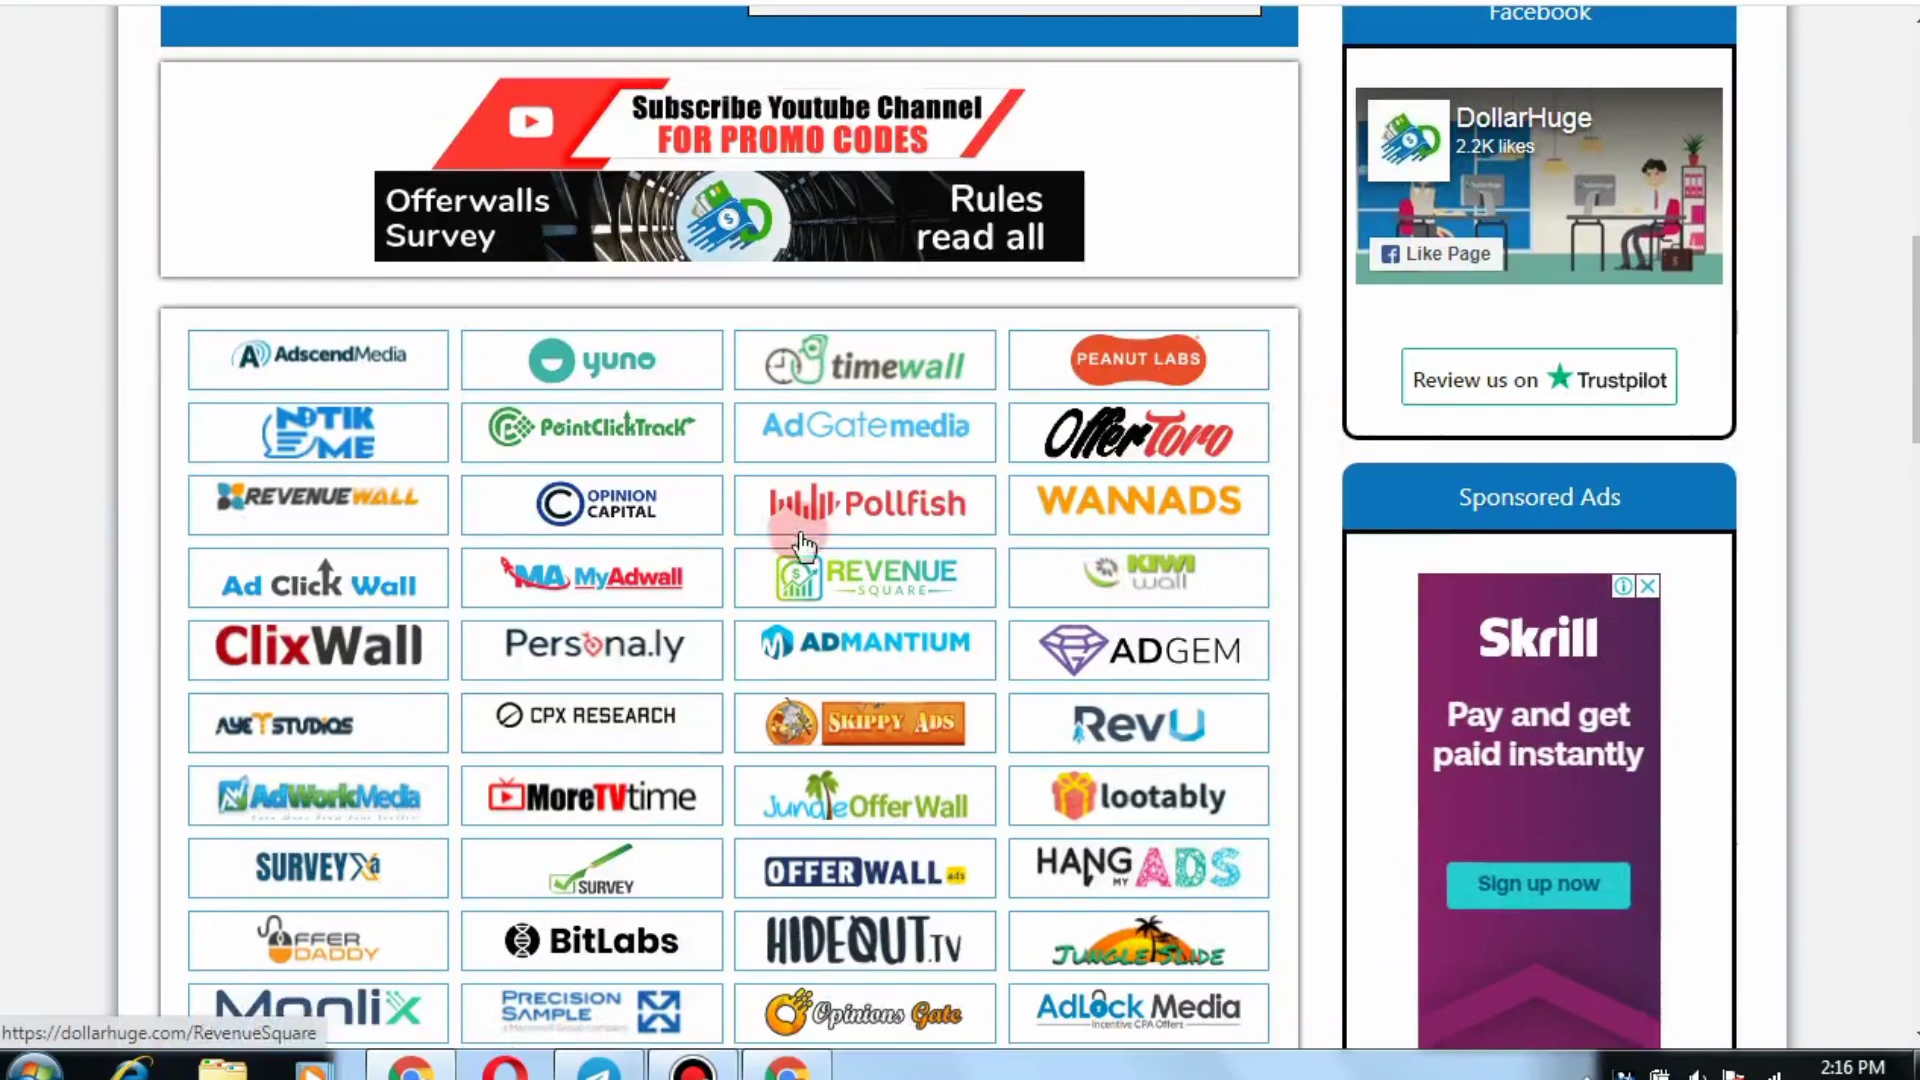 Facebook
Subscribe Youtube Channel
FOR PROMO CODES
Offerwalls
Survey
Rules
read all
DollarHuge
2.2K likes
Like Page
Review us on Trustpilot
AdscendMedia
yuno
timewall
PEANUT LABS
NOTIK
ME
PointClickTrack
AdGatemedia
OfferToro
REVENUEWALL
OPINION
CAPITAL
Pollfish
WANNADS
Sponsored Ads
Ad Click Wall
MA MyAdwall
REVENUE
SQUARE
KIWI
wall
ClixWall
Persona.ly
ADMANTIUM
ADGEM
AYET STUDIOS
CPX RESEARCH
SKIPPY ADS
RevU
AdWorkMedia
MoreTVtime
JungleOfferWall
lootably
SURVEY
SURVEY
OFFERWALL ads
HANG
MY
ADS
OFFER
DADDY
BitLabs
HIDEOUT.TV
JUNGLE SLIDE
Monlix
PRECISION
SAMPLE
Opinions Gate
AdLock Media
Incentive CPA Offers
Skrill
Pay and get
paid instantly
Sign up now
https://dollarhuge.com/RevenueSquare
2:16 PM